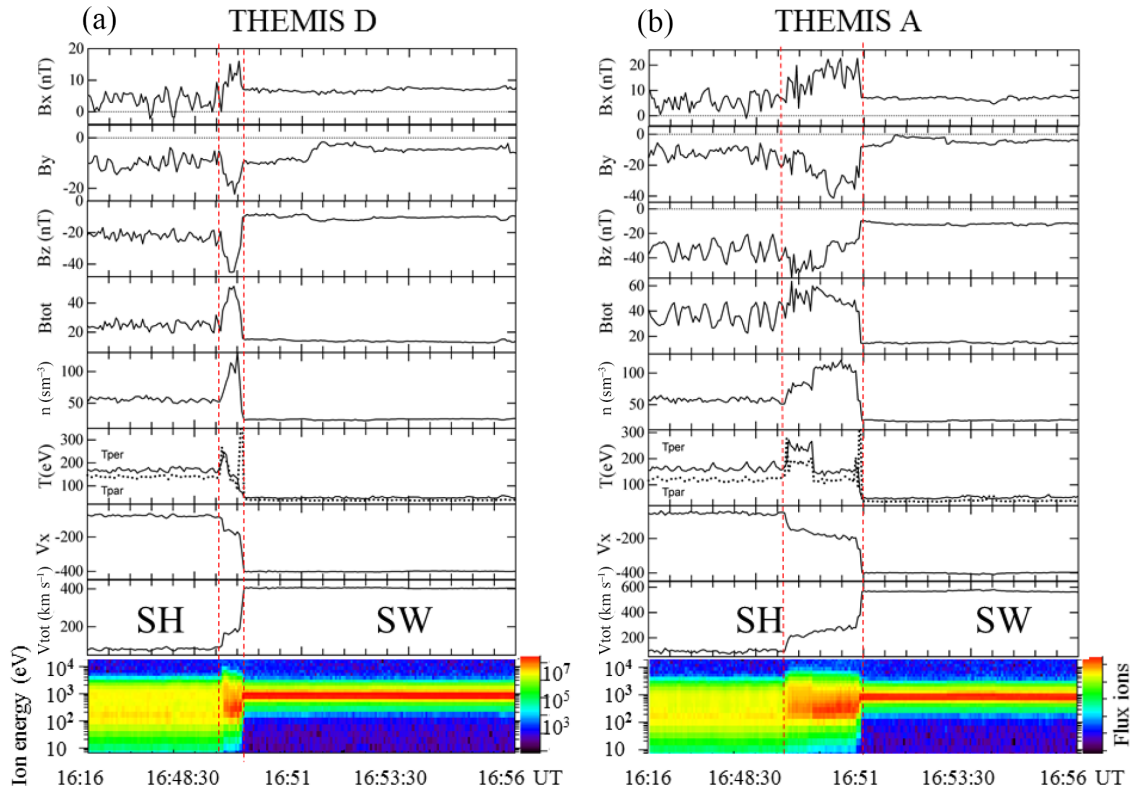 (a) THEMIS D
20
10
0
Bx (nT)
0
-20
By
0
-20
-40
Bz (nT)
40
20
Btot
100
50
n (sm⁻³)
300
200
100
T(eV)
Tper
Tpar
-200
-400
Vx
400
200
Vtot (km s⁻¹)
SH SW
10⁴
10³
10²
10
Ion energy (eV)
10⁷
10⁵
10³
16:16 16:48:30 16:51 16:53:30 16:56 UT
(b) THEMIS A
20
10
0
Bx (nT)
0
-20
-40
By
0
-20
-40
Bz (nT)
60
40
20
Btot
100
50
n (sm⁻³)
300
200
100
T(eV)
Tper
Tpar
-200
-400
Vx
600
400
200
Vtot (km s⁻¹)
SH SW
10⁴
10³
10²
10
Flux ions
16:16 16:48:30 16:51 16:53:30 16:56 UT